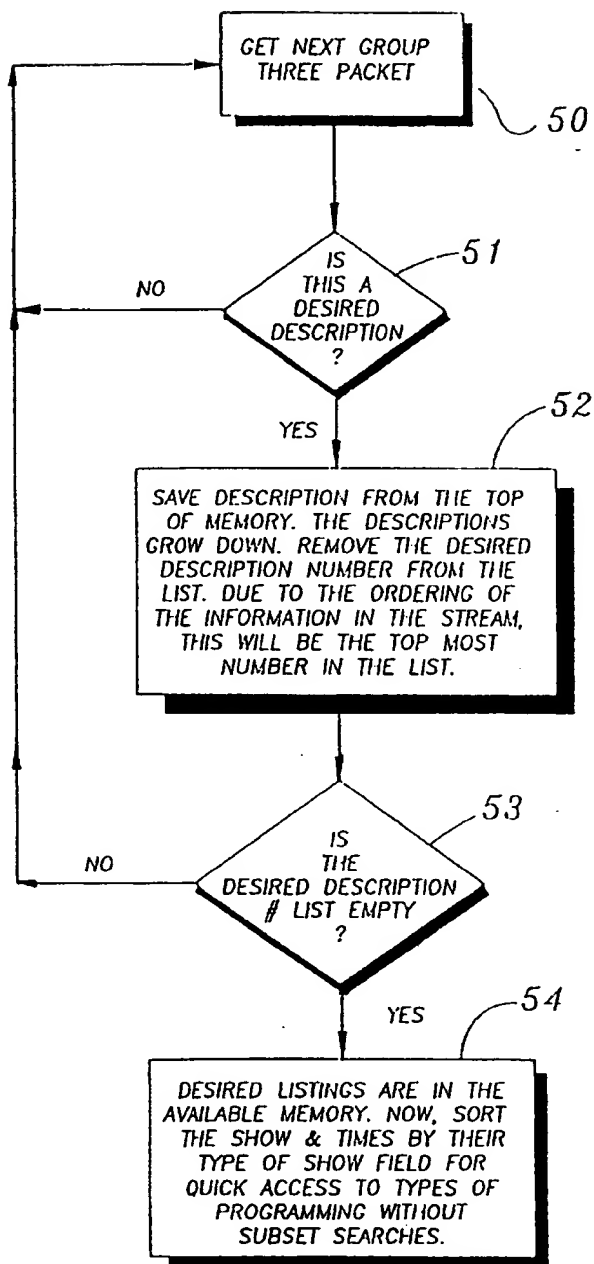 GET NEXT GROUP
THREE PACKET
50
IS
THIS A
DESIRED
DESCRIPTION
?
51
NO
YES
52
SAVE DESCRIPTION FROM THE TOP
OF MEMORY. THE DESCRIPTIONS
GROW DOWN. REMOVE THE DESIRED
DESCRIPTION NUMBER FROM THE
LIST. DUE TO THE ORDERING OF
THE INFORMATION IN THE STREAM,
THIS WILL BE THE TOP MOST
NUMBER IN THE LIST.
53
IS
THE
DESIRED DESCRIPTION
# LIST EMPTY
?
NO
YES
54
DESIRED LISTINGS ARE IN THE
AVAILABLE MEMORY. NOW, SORT
THE SHOW & TIMES BY THEIR
TYPE OF SHOW FIELD FOR
QUICK ACCESS TO TYPES OF
PROGRAMMING WITHOUT
SUBSET SEARCHES.